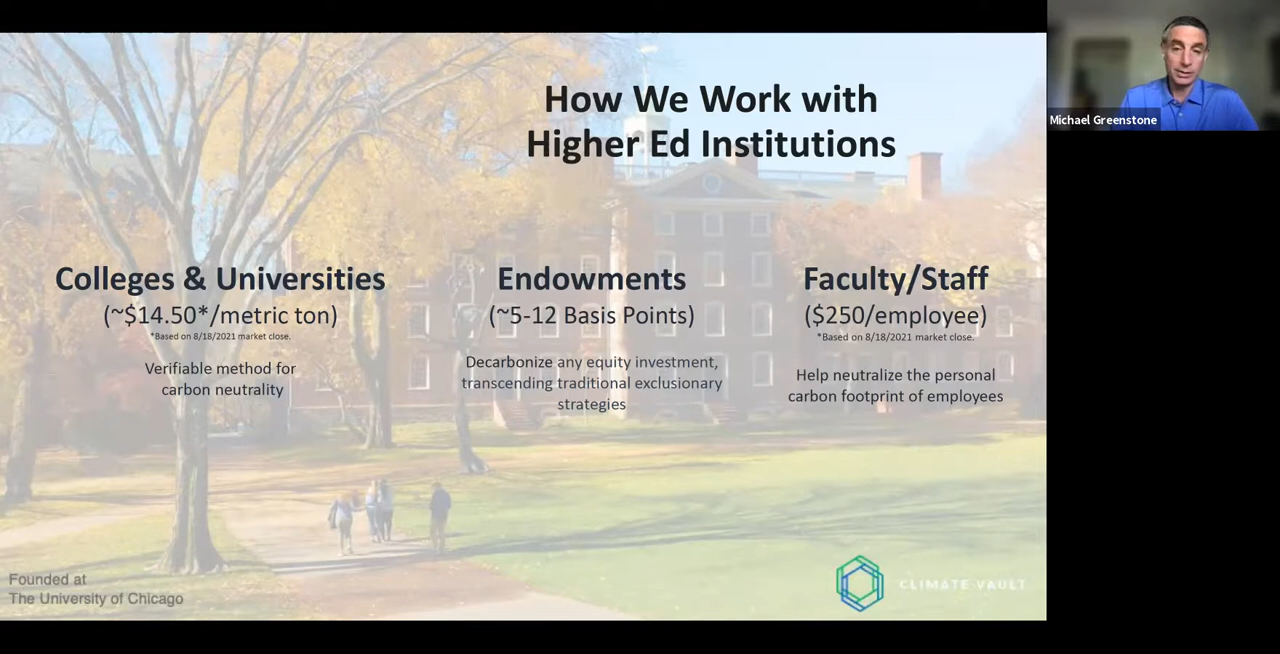 How We Work with
Higher Ed Institutions
Colleges & Universities
(~$14.50*/metric ton)
*Based on 8/18/2021 market close.
Verifiable method for
carbon neutrality
Endowments
(~5-12 Basis Points)
Decarbonize any equity investment,
transcending traditional exclusionary
strategies
Faculty/Staff
($250/employee)
*Based on 8/18/2021 market close.
Help neutralize the personal
carbon footprint of employees
Founded at
The University of Chicago
CLIMATE VAULT
Michael Greenstone